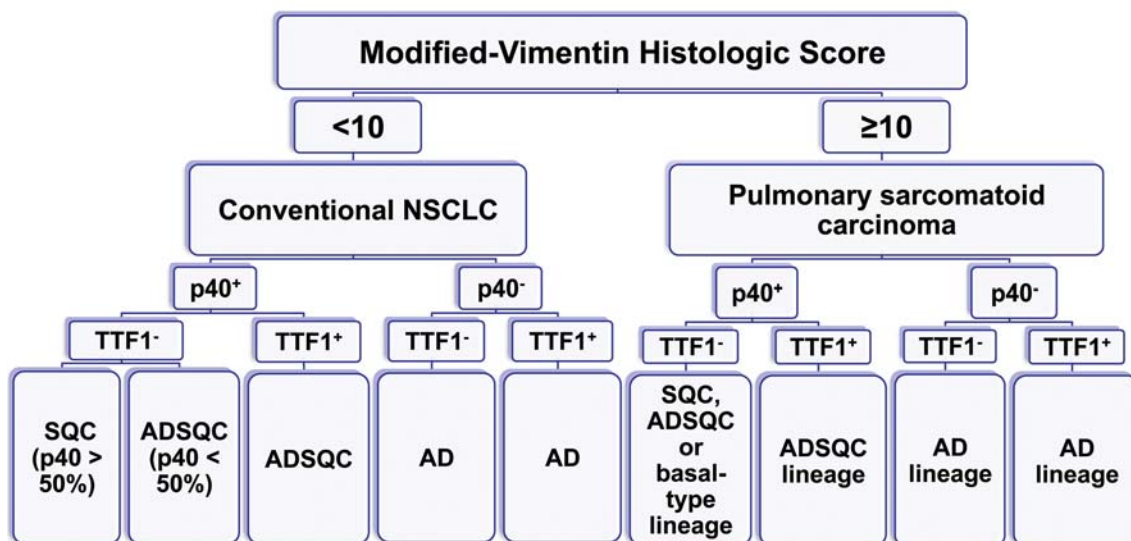 Modified-Vimentin Histologic Score
<10
≥10
Conventional NSCLC
Pulmonary sarcomatoid
carcinoma
p40⁺
p40⁻
p40⁺
p40⁻
TTF1⁻
TTF1⁺
TTF1⁻
TTF1⁺
TTF1⁻
TTF1⁺
TTF1⁻
TTF1⁺
SQC
(p40 >
50%)
ADSQC
(p40 <
50%)
ADSQC
AD
AD
SQC,
ADSQC
or
basal-
type
lineage
ADSQC
lineage
AD
lineage
AD
lineage